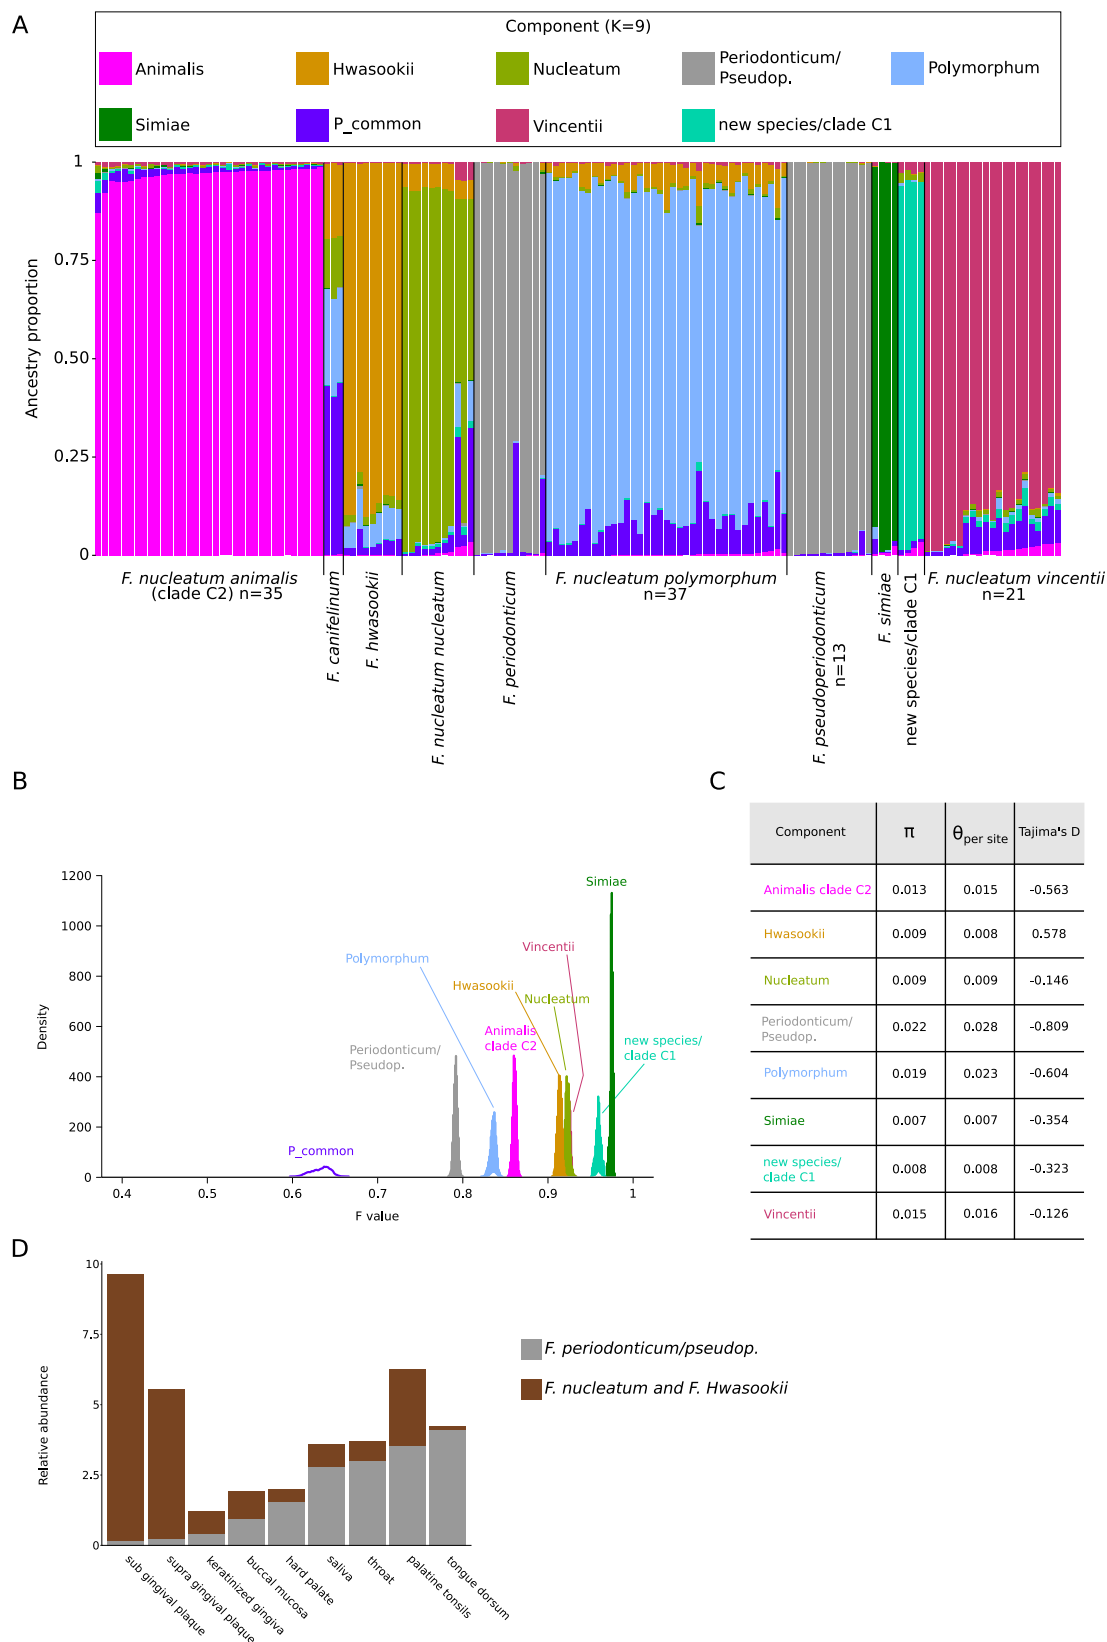 A
Component (K=9)
Animalis
Hwasookii
Nucleatum
Periodonticum/
Pseudop.
Polymorphum
Simiae
P_common
Vincentii
new species/clade C1
Ancestry proportion
1
0.75
0.50
0.25
0
F. nucleatum animalis
(clade C2) n=35
F. canifelinum
F. hwasookii
F. nucleatum nucleatum
F. periodonticum
F. nucleatum polymorphum
n=37
F. pseudoperiodonticum
n=13
F. simiae
new species/clade C1
F. nucleatum vincentii
n=21
B
Density
1200
1000
800
600
400
200
0
0.4
0.5
0.6
0.7
0.8
0.9
1
F value
P_common
Periodonticum/
Pseudop.
Polymorphum
Animalis
clade C2
Hwasookii
Nucleatum
Vincentii
Simiae
new species/
clade C1
C
Component π θper site Tajima's D
Animalis clade C2 0.013 0.015 -0.563
Hwasookii 0.009 0.008 0.578
Nucleatum 0.009 0.009 -0.146
Periodonticum/
Pseudop. 0.022 0.028 -0.809
Polymorphum 0.019 0.023 -0.604
Simiae 0.007 0.007 -0.354
new species/
clade C1 0.008 0.008 -0.323
Vincentii 0.015 0.016 -0.126
D
Relative abundance
10
7.5
5
2.5
0
sub gingival plaque
supra gingival plaque
keratinized gingiva
buccal mucosa
hard palate
saliva
throat
palatine tonsils
tongue dorsum
F. periodonticum/pseudop.
F. nucleatum and F. Hwasookii